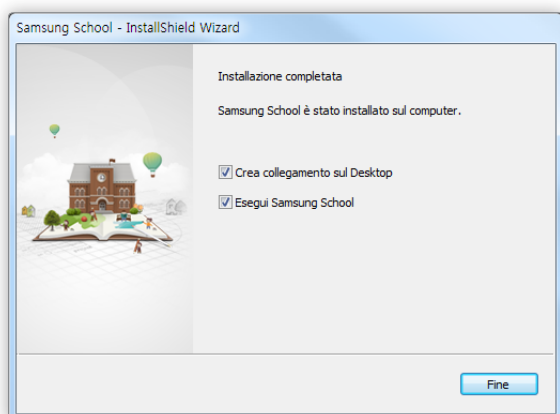 Samsung School - InstallShield Wizard
Installazione completata
Samsung School è stato installato sul computer.
Crea collegamento sul Desktop
Esegui Samsung School
Fine